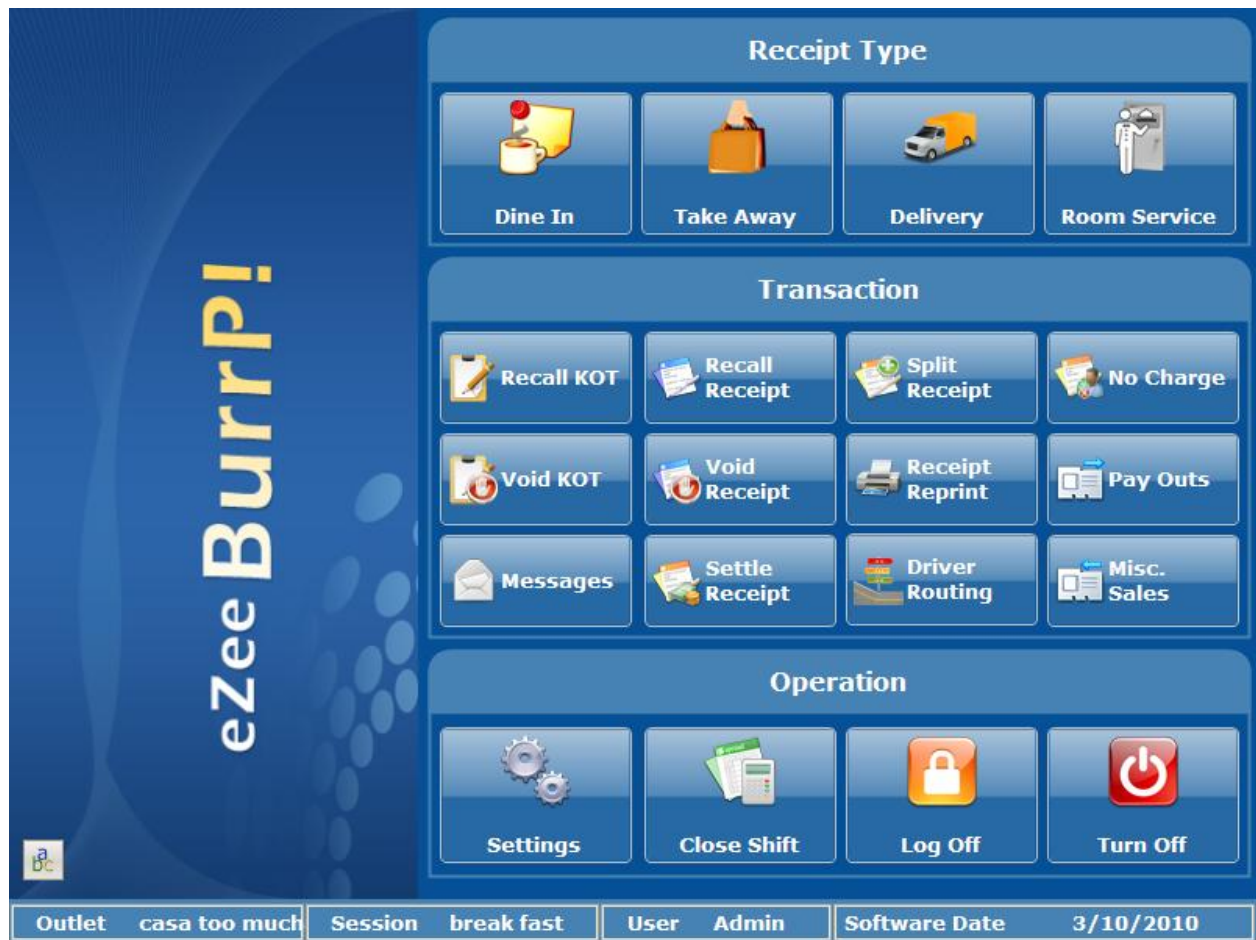 eZee BurrP!
Receipt Type
Dine In
Take Away
Delivery
Room Service
Transaction
Recall KOT
Recall
Receipt
Split
Receipt
No Charge
Void KOT
Void
Receipt
Receipt
Reprint
Pay Outs
Messages
Settle
Receipt
Driver
Routing
Misc.
Sales
Operation
Settings
Close Shift
Log Off
Turn Off
abc
Outlet casa too much Session break fast User Admin Software Date 3/10/2010